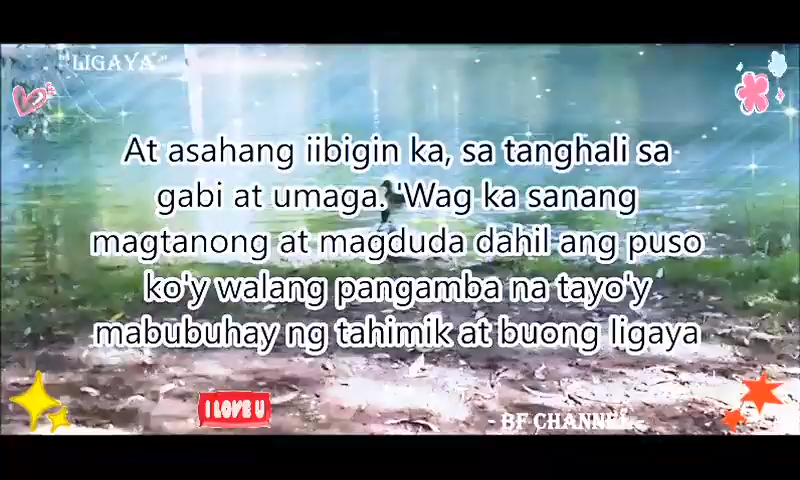 "LIGAYA"
At asahang iibigin ka, sa tanghali sa
gabi at umaga. 'Wag ka sanang
magtanong at magduda dahil ang puso
ko'y walang pangamba na tayo'y
mabubuhay ng tahimik at buong ligaya
I LOVE U
- BF CHANNEL -